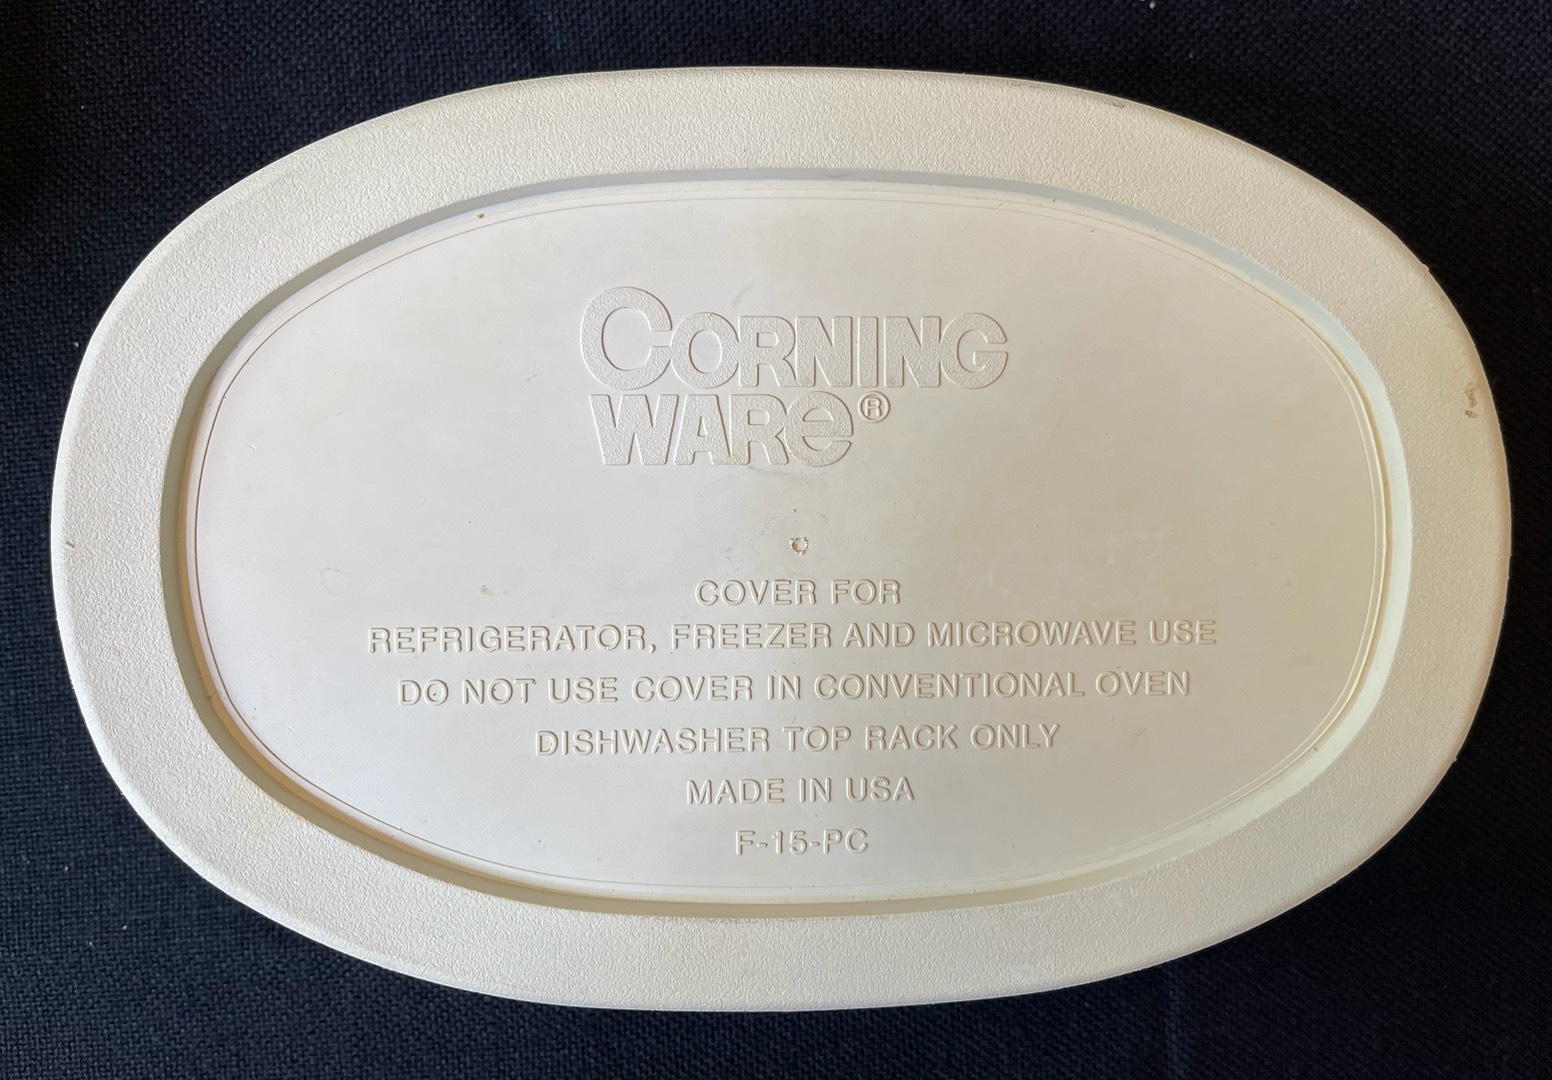 CORNING
WARe®
COVER FOR
REFRIGERATOR, FREEZER AND MICROWAVE USE
DO NOT USE COVER IN CONVENTIONAL OVEN
DISHWASHER TOP RACK ONLY
MADE IN USA
F-15-PC